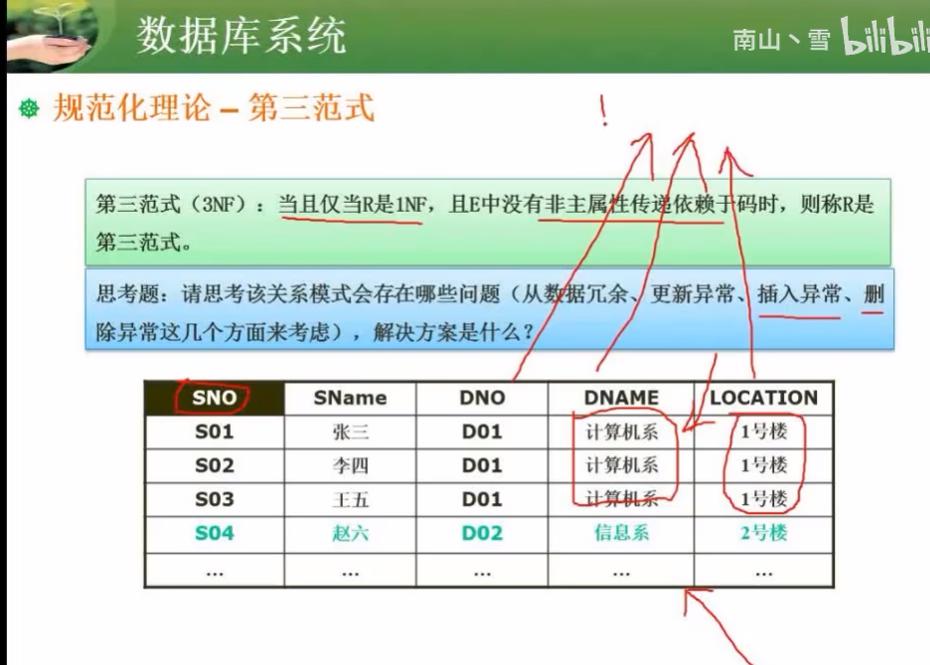 数据库系统
南山丶雪 bilibili
规范化理论 – 第三范式
!
第三范式（3NF）：当且仅当R是1NF，且E中没有非主属性传递依赖于码时，则称R是
第三范式。
思考题：请思考该关系模式会存在哪些问题（从数据冗余、更新异常、插入异常、删
除异常这几个方面来考虑），解决方案是什么？
SNO SName DNO DNAME LOCATION
S01 张三 D01 计算机系 1号楼
S02 李四 D01 计算机系 1号楼
S03 王五 D01 计算机系 1号楼
S04 赵六 D02 信息系 2号楼
... ... ... ... ...